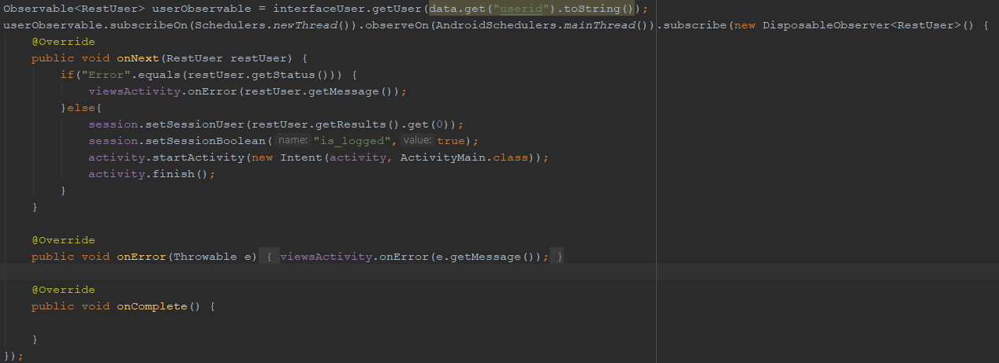 Observable<RestUser> userObservable = interfaceUser.getUser(data.get("userid").toString());
userObservable.subscribeOn(Schedulers.newThread()).observeOn(AndroidSchedulers.mainThread()).subscribe(new DisposableObserver<RestUser>() {
    @Override
    public void onNext(RestUser restUser) {
        if("Error".equals(restUser.getStatus())) {
            viewsActivity.onError(restUser.getMessage());
        }else{
            session.setSessionUser(restUser.getResults().get(0));
            session.setSessionBoolean( name: "is_logged", value: true);
            activity.startActivity(new Intent(activity, ActivityMain.class));
            activity.finish();
        }
    }
    @Override
    public void onError(Throwable e) { viewsActivity.onError(e.getMessage()); }
    @Override
    public void onComplete() {
    }
});